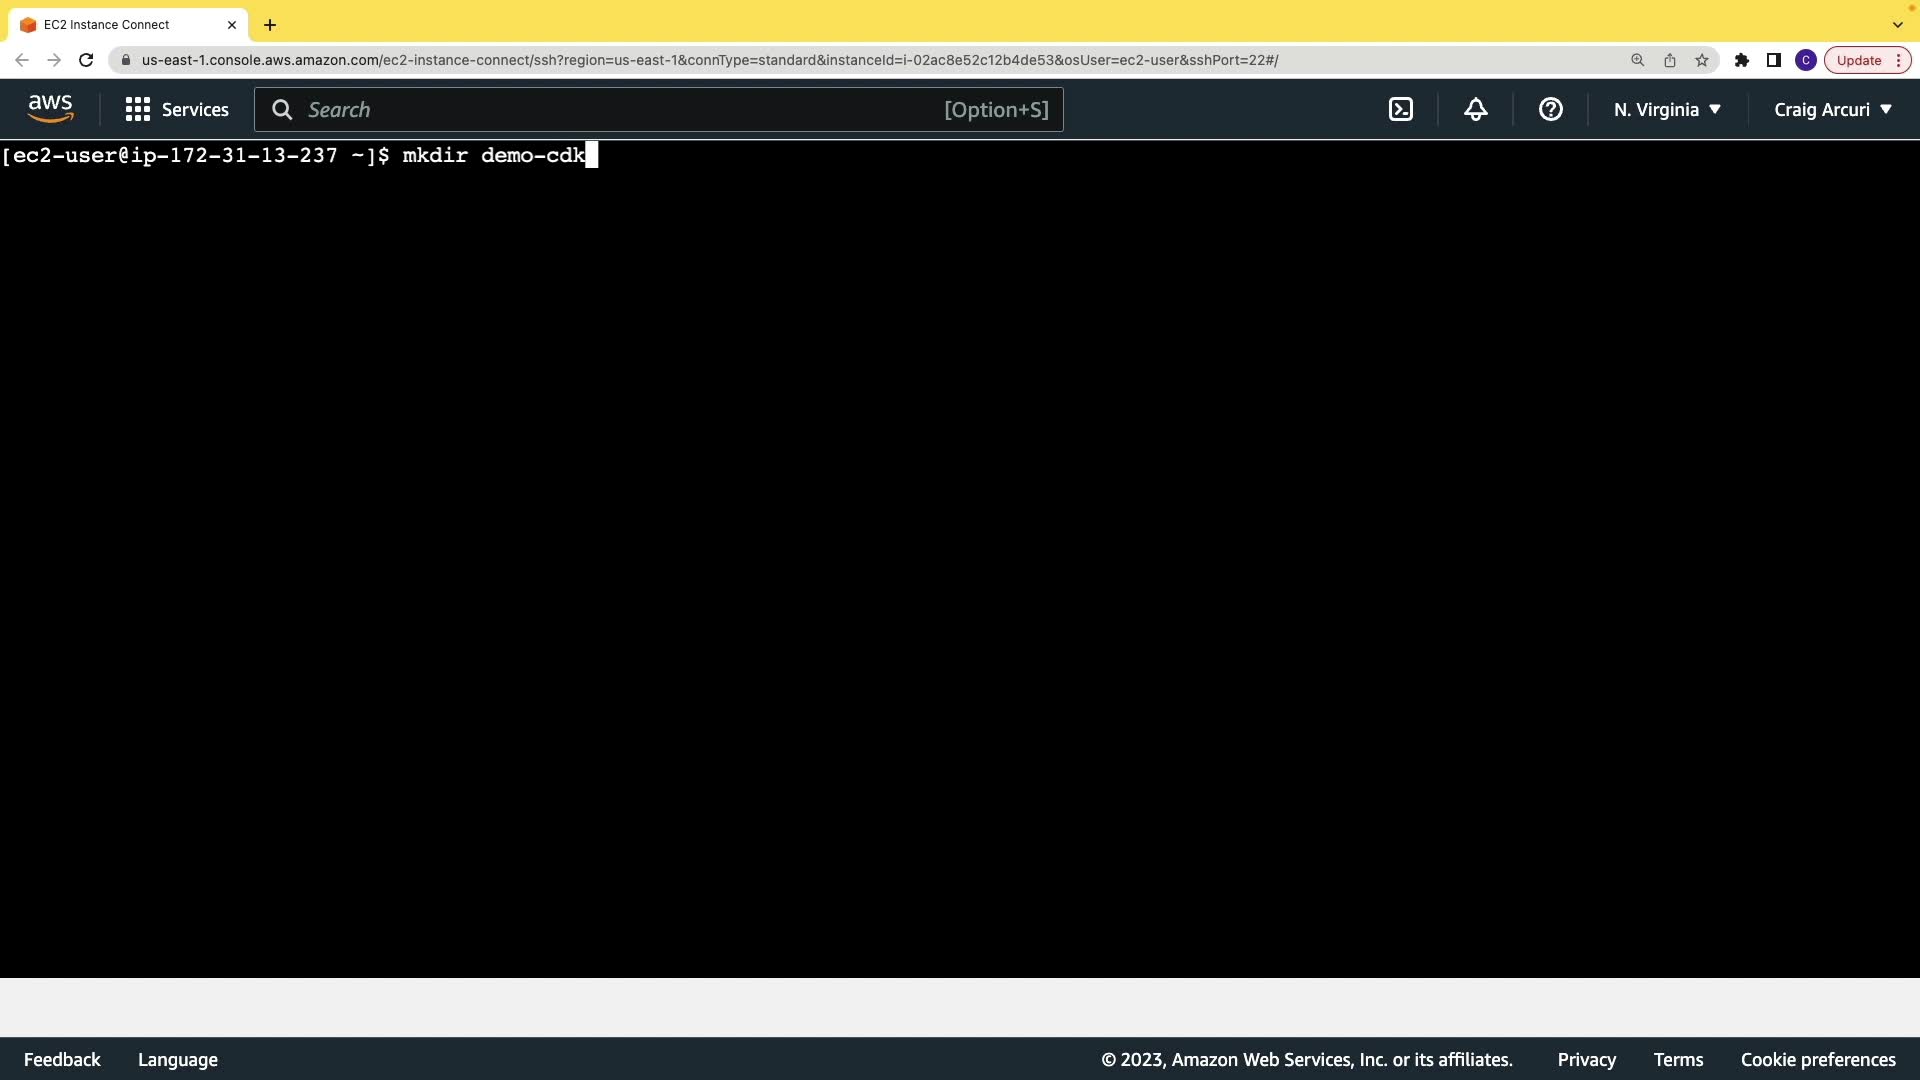 EC2 Instance Connect
us-east-1.console.aws.amazon.com/ec2-instance-connect/ssh?region=us-east-1&connType=standard&instanceId=i-02ac8e52c12b4de53&osUser=ec2-user&sshPort=22#/
C
Update
aws
Services
Search
[Option+S]
N. Virginia
Craig Arcuri
[ec2-user@ip-172-31-13-237 ~]$ mkdir demo-cdk
Feedback
Language
© 2023, Amazon Web Services, Inc. or its affiliates.
Privacy
Terms
Cookie preferences